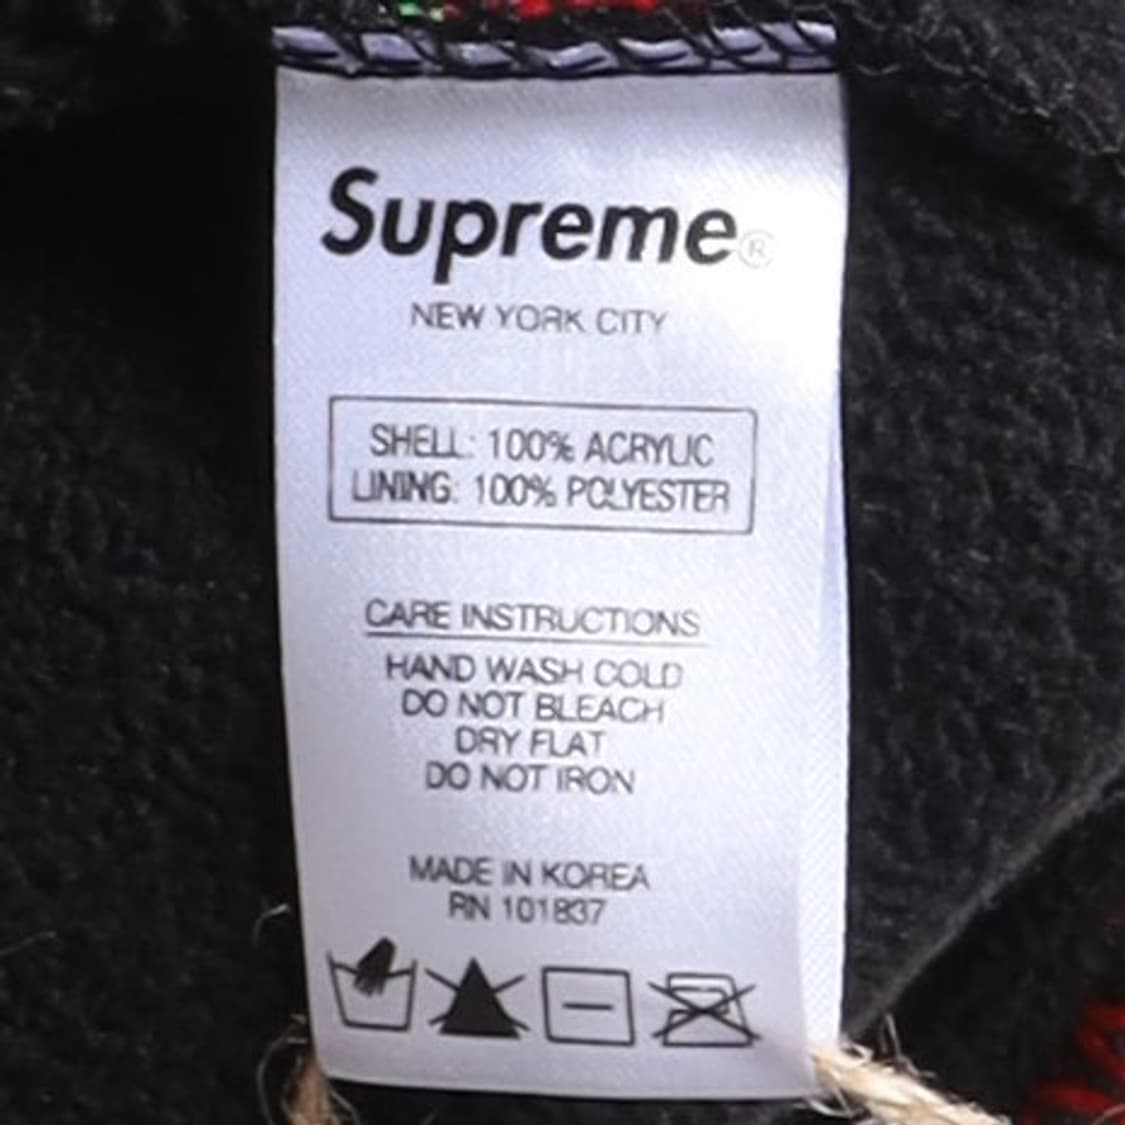 Supreme®
NEW YORK CITY
SHELL: 100% ACRYLIC
LINING: 100% POLYESTER
CARE INSTRUCTIONS
HAND WASH COLD
DO NOT BLEACH
DRY FLAT
DO NOT IRON
MADE IN KOREA
RN 101837